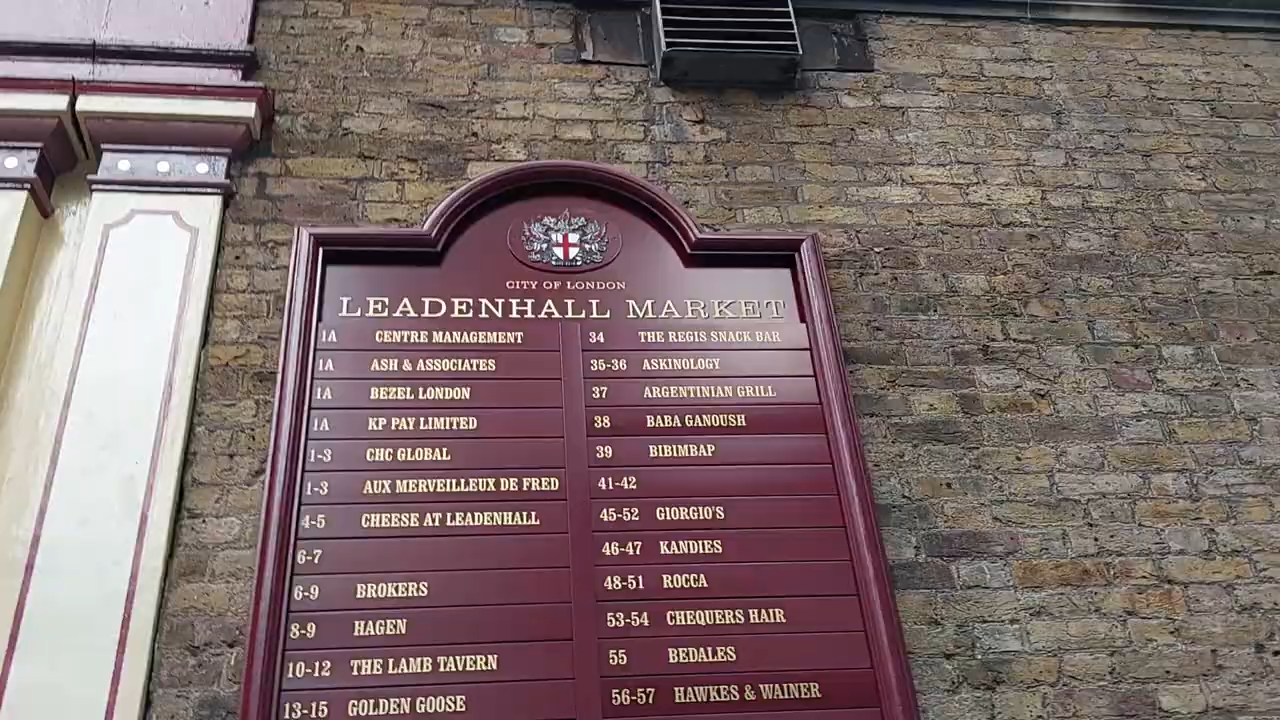 CITY OF LONDON
LEADENHALL MARKET
1A CENTRE MANAGEMENT
1A ASH & ASSOCIATES
1A BEZEL LONDON
1A KP PAY LIMITED
1-3 CHC GLOBAL
1-3 AUX MERVEILLEUX DE FRED
4-5 CHEESE AT LEADENHALL
6-7
6-9 BROKERS
8-9 HAGEN
10-12 THE LAMB TAVERN
13-15 GOLDEN GOOSE
34 THE REGIS SNACK BAR
35-36 ASKINOLOGY
37 ARGENTINIAN GRILL
38 BABA GANOUSH
39 BIBIMBAP
41-42
45-52 GIORGIO'S
46-47 KANDIES
48-51 ROCCA
53-54 CHEQUERS HAIR
55 BEDALES
56-57 HAWKES & WAINER